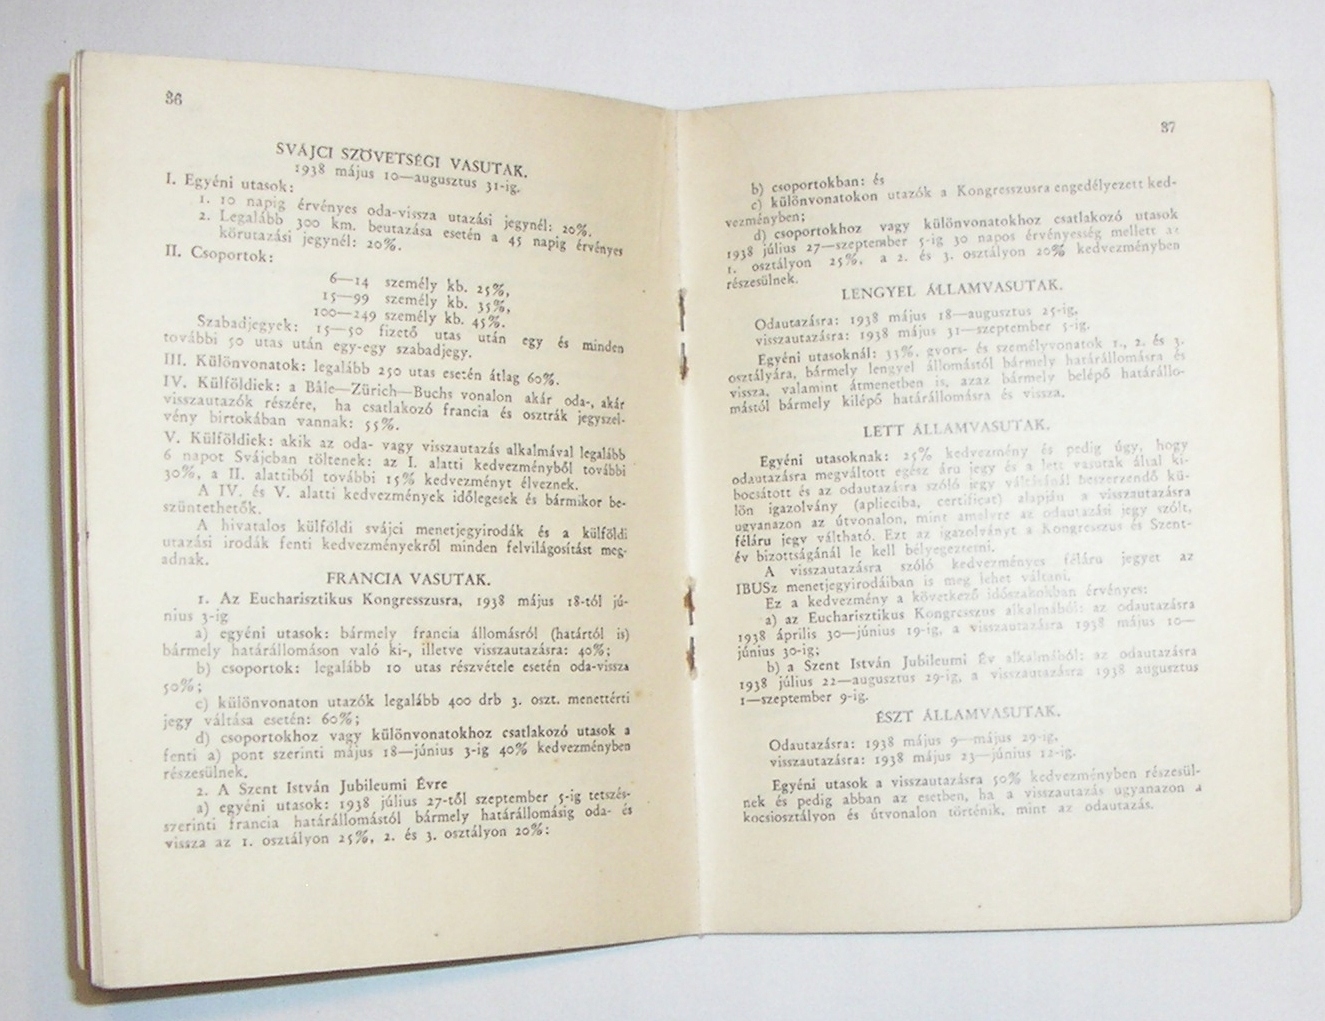 36
SVÁJCI SZÖVETSÉGI VASUTAK.
1938 május 10—augusztus 31-ig.
I. Egyéni utasok:
1. 10 napig érvényes oda-vissza utazási jegynél: 20%.
2. Legalább 300 km. beutazása esetén a 45 napig érvényes
körutazási jegynél: 20%.
II. Csoportok:
6—14 személy kb. 25%,
15—99 személy kb. 35%,
100—249 személy kb. 45%.
Szabadjegyek: 15—50 fizető utas után egy és minden
további 50 utas után egy-egy szabadjegy.
III. Különvonatok: legalább 250 utas esetén átlag 60%.
IV. Külföldiek: a Bâle—Zürich—Buchs vonalon akár oda-, akár
visszautazók részére, ha csatlakozó francia és osztrák jegyszel-
vény birtokában vannak: 55%.
V. Külföldiek: akik az oda- vagy visszautazás alkalmával legalább
6 napot Svájcban töltenek: az I. alatti kedvezményből további
30%, a II. alattiból további 15% kedvezményt élveznek.
A IV. és V. alatti kedvezmények időlegesek és bármikor be-
szüntethetők.
A hivatalos külföldi svájci menetjegyirodák és a külföldi
utazási irodák fenti kedvezményekről minden felvilágosítást meg-
adnak.
FRANCIA VASUTAK.
1. Az Eucharisztikus Kongresszusra, 1938 május 18-tól jú-
nius 3-ig
a) egyéni utasok: bármely francia állomásról (határtól is)
bármely határállomáson való ki-, illetve visszautazásra: 40%;
b) csoportok: legalább 10 utas részvétele esetén oda-vissza
50%;
c) különvonaton utazók legalább 400 drb 3. oszt. menettérti
jegy váltása esetén: 60%;
d) csoportokhoz vagy különvonatokhoz csatlakozó utasok a
fenti a) pont szerinti május 18—június 3-ig 40% kedvezményben
részesülnek.
2. A Szent István Jubileumi Évre
a) egyéni utasok: 1938 július 27-től szeptember 5-ig tetszés-
szerinti francia határállomástól bármely határállomásig oda- és
vissza az 1. osztályon 25%, 2. és 3. osztályon 20%:
37
b) csoportokban: és
c) különvonatokon utazók a Kongresszusra engedélyezett ked-
vezményben;
d) csoportokhoz vagy különvonatokhoz csatlakozó utasok
1938 július 27—szeptember 5-ig 30 napos érvényesség mellett az
1. osztályon 25%, a 2. és 3. osztályon 20% kedvezményben
részesülnek.
LENGYEL ÁLLAMVASUTAK.
Odautazásra: 1938 május 18—augusztus 25-ig,
visszautazásra: 1938 május 31—szeptember 5-ig.
Egyéni utasoknál: 33%, gyors- és személyvonatok 1., 2. és 3.
osztályára, bármely lengyel állomástól bármely határállomásra és
vissza, valamint átmenetben is, azaz bármely belépő határállo-
mástól bármely kilépő határállomásra és vissza.
LETT ÁLLAMVASUTAK.
Egyéni utasoknak: 25% kedvezmény és pedig úgy, hogy
odautazásra megváltott egész áru jegy és a lett vasutak által ki-
bocsátott és az odautazásra szóló jegy váltásánál beszerzendő kü-
lön igazolvány (aplieciba, certificat) alapján a visszautazásra
ugyanazon az útvonalon, mint amelyre az odautazási jegy szólt,
féláru jegy váltható. Ezt az igazolványt a Kongresszus és Szent-
év bizottságánál le kell bélyegeztetni.
A visszautazásra szóló kedvezményes féláru jegyet az
IBUSz menetjegyirodáiban is meg lehet váltani.
Ez a kedvezmény a következő időszakokban érvényes:
a) az Eucharisztikus Kongresszus alkalmából: az odautazásra
1938 április 30—június 19-ig, a visszautazásra 1938 május 10—
június 30-ig;
b) a Szent István Jubileumi Év alkalmából: az odautazásra
1938 július 22—augusztus 29-ig, a visszautazásra 1938 augusztus
1—szeptember 9-ig.
ÉSZT ÁLLAMVASUTAK.
Odautazásra: 1938 május 9—május 29-ig,
visszautazásra: 1938 május 23—június 12-ig.
Egyéni utasok a visszautazásra 50% kedvezményben részesül-
nek és pedig abban az esetben, ha a visszautazás ugyanazon a
kocsiosztályon és útvonalon történik, mint az odautazás.